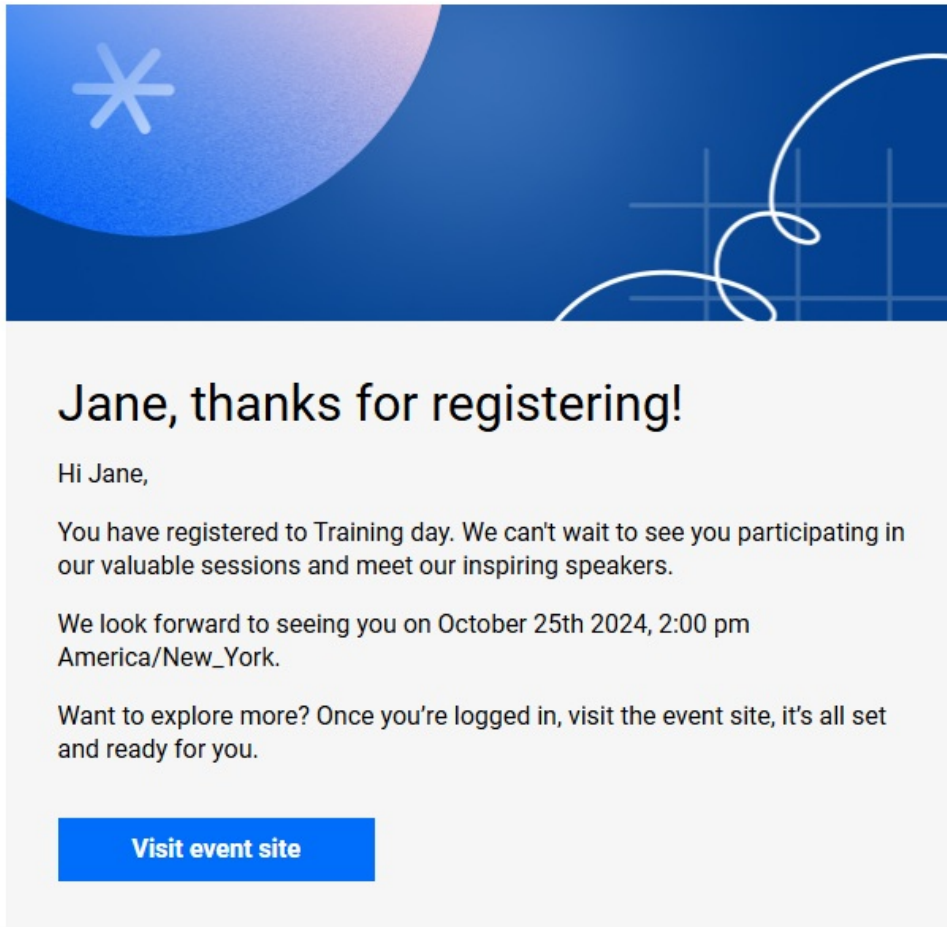 Jane, thanks for registering!
Hi Jane,
You have registered to Training day. We can't wait to see you participating in
our valuable sessions and meet our inspiring speakers.
We look forward to seeing you on October 25th 2024, 2:00 pm
America/New_York.
Want to explore more? Once you’re logged in, visit the event site, it’s all set
and ready for you.
Visit event site